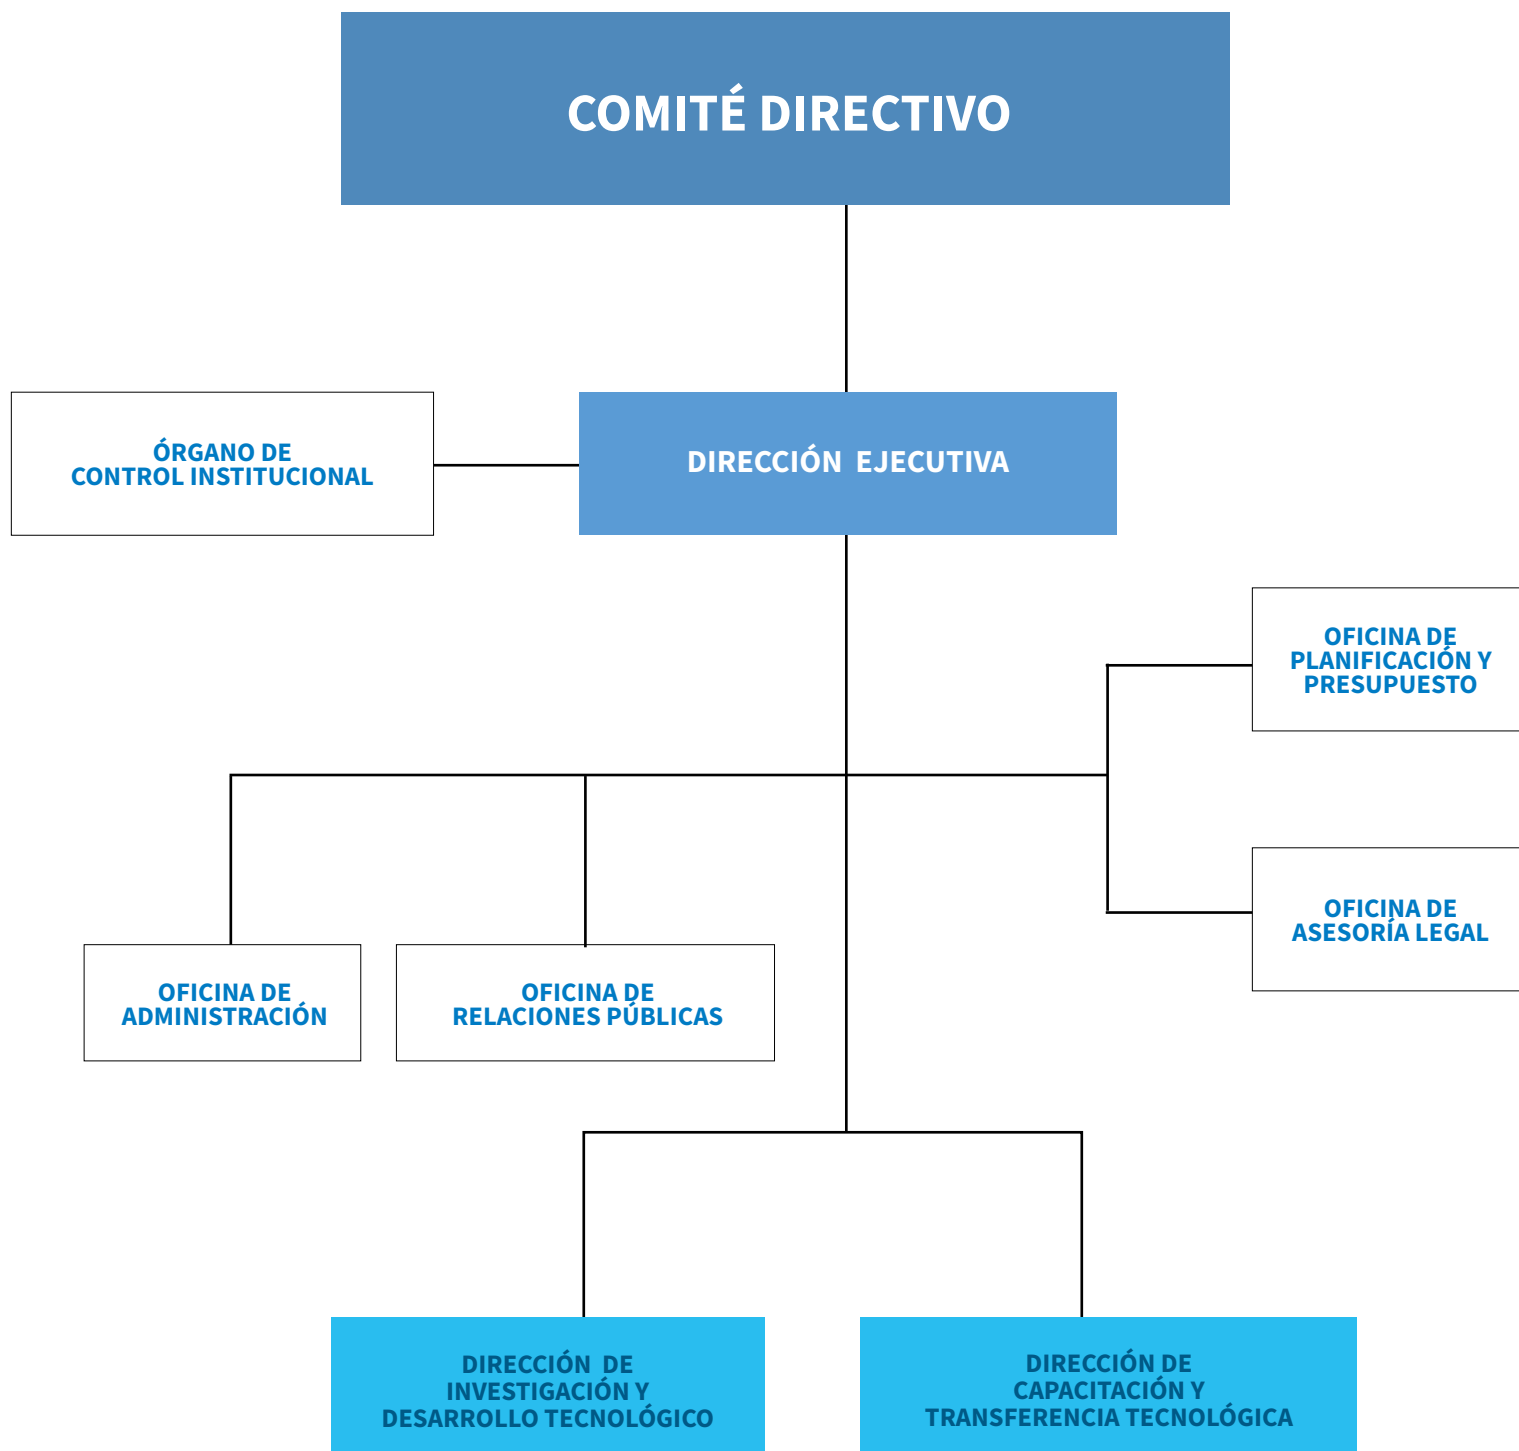 COMITÉ DIRECTIVO
ÓRGANO DE
CONTROL INSTITUCIONAL
DIRECCIÓN EJECUTIVA
OFICINA DE
PLANIFICACIÓN Y
PRESUPUESTO
OFICINA DE
ASESORÍA LEGAL
OFICINA DE
ADMINISTRACIÓN
OFICINA DE
RELACIONES PÚBLICAS
DIRECCIÓN DE
INVESTIGACIÓN Y
DESARROLLO TECNOLÓGICO
DIRECCIÓN DE
CAPACITACIÓN Y
TRANSFERENCIA TECNOLÓGICA